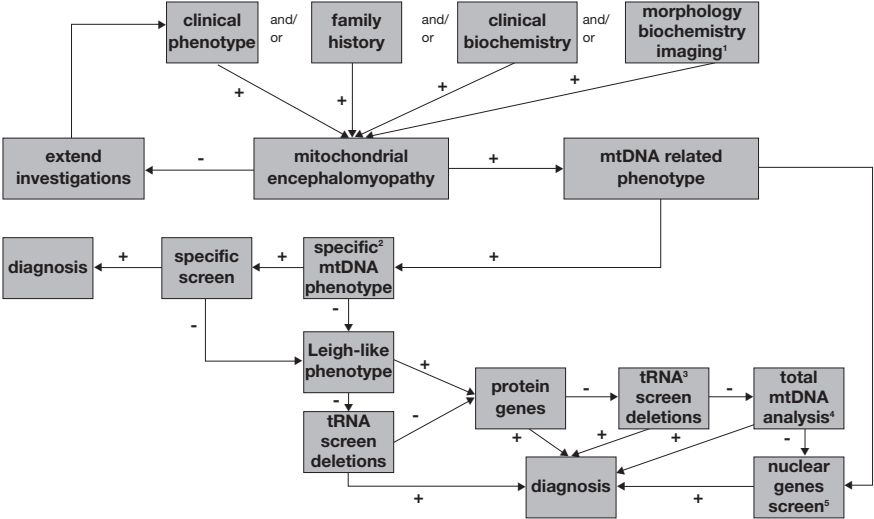 clinical
phenotype
and/
or
family
history
and/
or
clinical
biochemistry
and/
or
morphology
biochemistry
imaging¹
+
+
+
+
extend
investigations
-
mitochondrial
encephalomyopathy
+
mtDNA related
phenotype
diagnosis
+
specific
screen
+
specific²
mtDNA
phenotype
+
-
-
Leigh-like
phenotype
+
-
tRNA
screen
deletions
-
protein
genes
-
tRNA³
screen
deletions
-
total
mtDNA
analysis⁴
+
+
+
-
+
diagnosis
+
nuclear
genes
screen⁵